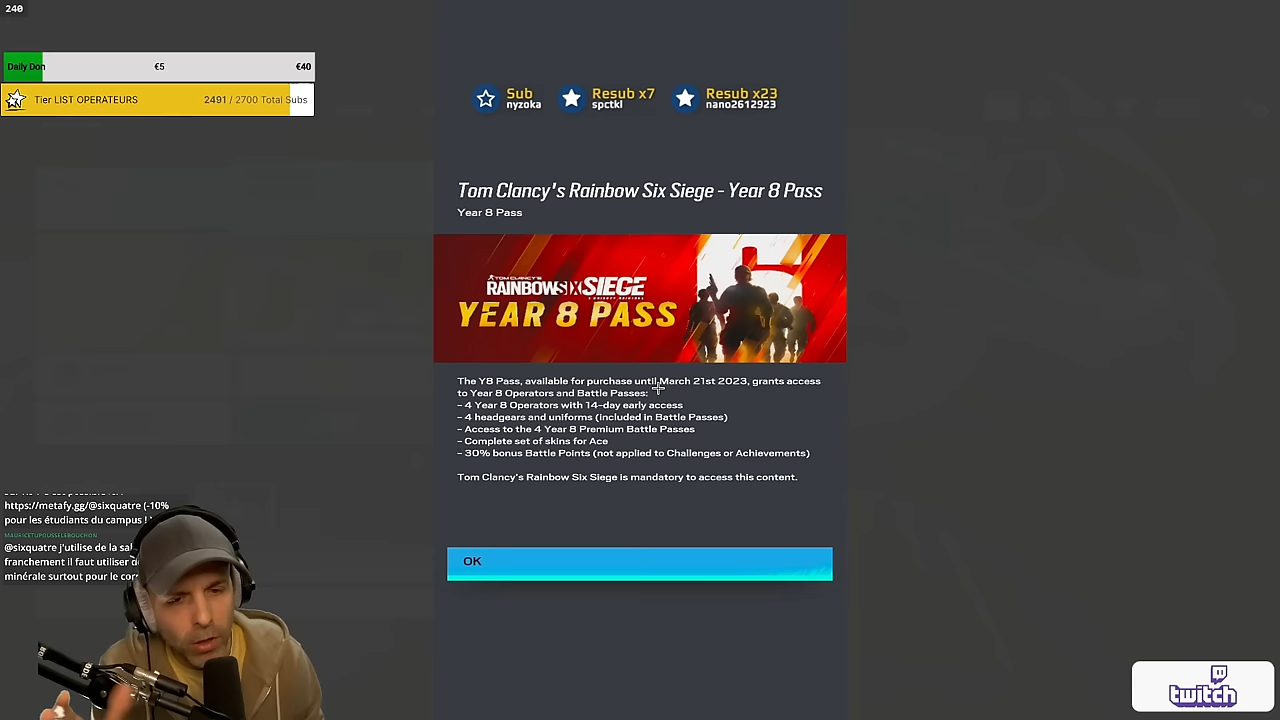 240
Daily Don
€5
€40
Tier LIST OPERATEURS
2491 / 2700 Total Subs
Sub
nyzoka
Resub x7
spctkl
Resub x23
nano2612923
Tom Clancy's Rainbow Six Siege - Year 8 Pass
Year 8 Pass
TOM CLANCY'S
RAINBOWSIX SIEGE
YEAR 8 PASS
The Y8 Pass, available for purchase until March 21st 2023, grants access
to Year 8 Operators and Battle Passes:
- 4 Year 8 Operators with 14-day early access
- 4 headgears and uniforms (included in Battle Passes)
- Access to the 4 Year 8 Premium Battle Passes
- Complete set of skins for Ace
- 30% bonus Battle Points (not applied to Challenges or Achievements)
Tom Clancy's Rainbow Six Siege is mandatory to access this content.
OK
https://metafy.gg/@sixquatre (-10%
pour les étudiants du campus !
@sixquatre j'utilise de la
franchement il faut utiliser
minérale surtout pour le
twitch